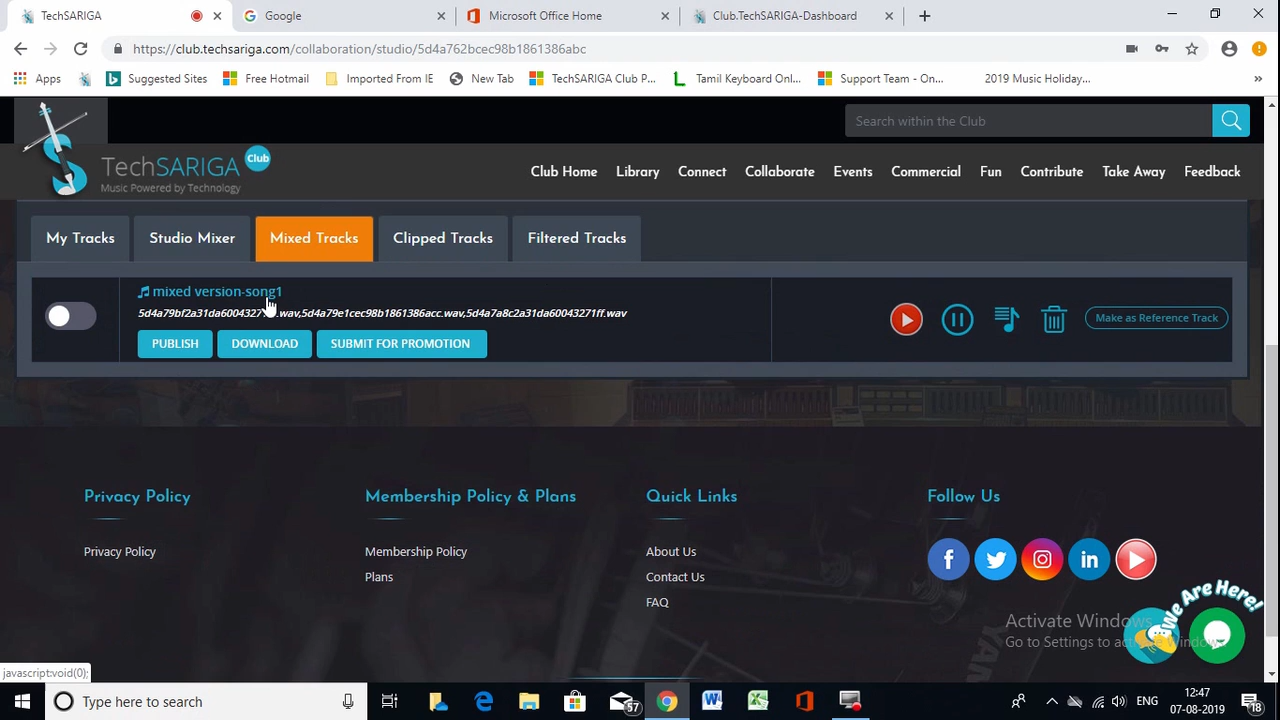 TechSARIGA
Google
Microsoft Office Home
Club.TechSARIGA-Dashboard
https://club.techsariga.com/collaboration/studio/5d4a762bcec98b1861386abc
Apps
Suggested Sites
Free Hotmail
Imported From IE
New Tab
TechSARIGA Club P...
Tamil Keyboard Onl...
Support Team - On...
2019 Music Holiday...
Search within the Club
TechSARIGA Club
Music Powered by Technology
Club Home
Library
Connect
Collaborate
Events
Commercial
Fun
Contribute
Take Away
Feedback
My Tracks
Studio Mixer
Mixed Tracks
Clipped Tracks
Filtered Tracks
mixed version-song1
.wav,5d4a79e1cec98b1861386acc.wav,5d4a7a8c2a31da60043271ff.wav
PUBLISH
DOWNLOAD
SUBMIT FOR PROMOTION
Make as Reference Track
Privacy Policy
Membership Policy & Plans
Quick Links
Follow Us
Privacy Policy
Membership Policy
About Us
Plans
Contact Us
FAQ
We Are Here!
Activate Windows
Go to Settings to
javascript:void(0);
Type here to search
57
ENG
12:47
07-08-2019
18